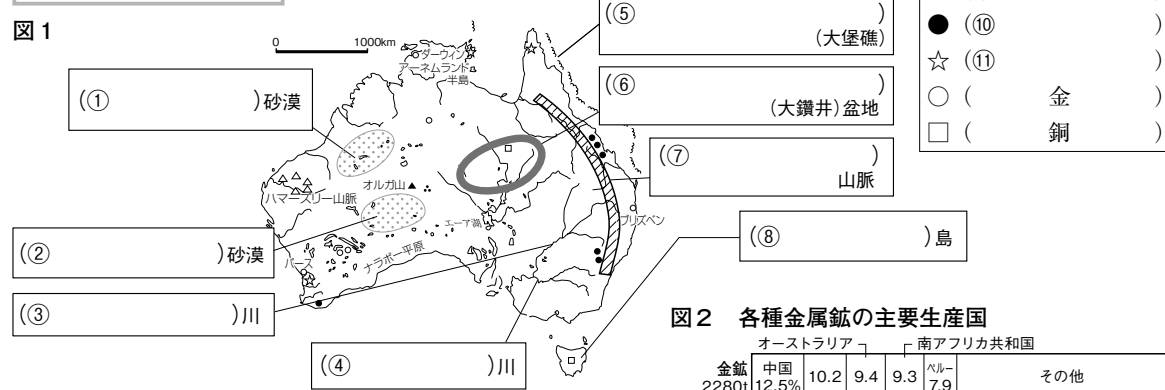 図1
0 1000km
ダーウィン
アーネムランド
半島
(① )砂漠
オルガ山▲
ハマーズリー山脈
(② )砂漠
パース
ナラボー平原
エーア湖
ブリズベン
(③ )川
(④ )川
(⑤ )
(大堡礁)
(⑥ )
(大鑽井)盆地
(⑦ )
山脈
(⑧ )島
● (⑩ )
☆ (⑪ )
○ ( 金 )
□ ( 銅 )
図2 各種金属鉱の主要生産国
オーストラリア 南アフリカ共和国
金鉱
2280t
中国
12.5%
10.2
9.4
9.3
ペルー
7.9
その他